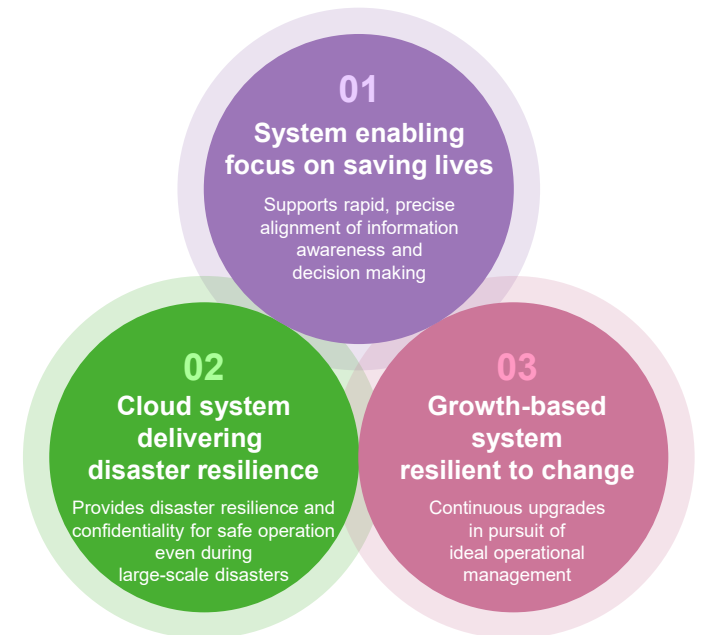 01
System enabling
focus on saving lives
Supports rapid, precise
alignment of information
awareness and
decision making
02
Cloud system
delivering
disaster resilience
Provides disaster resilience and
confidentiality for safe operation
even during
large-scale disasters
03
Growth-based
system
resilient to change
Continuous upgrades
in pursuit of
ideal operational
management